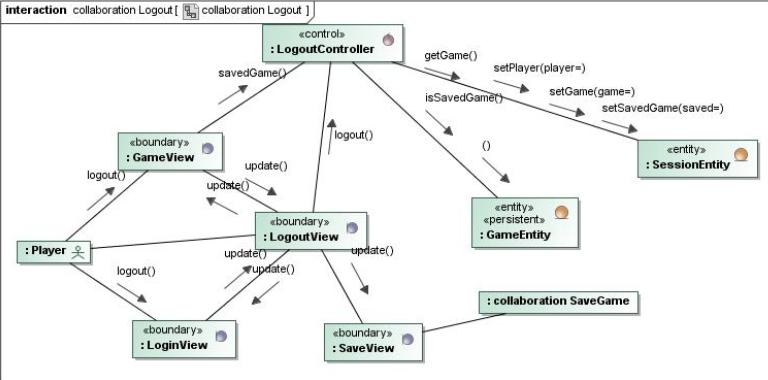 interaction collaboration Logout[ collaboration Logout ]
«control»
: LogoutController
getGame()
setPlayer(player=)
savedGame()
setGame(game=)
isSavedGame()
setSavedGame(saved=)
logout()
«boundary»
: GameView
()
«entity»
: SessionEntity
logout()
update()
update()
«entity»
«persistent»
: GameEntity
«boundary»
: LogoutView
: Player
update()
update()
update()
logout()
: collaboration SaveGame
«boundary»
: LoginView
«boundary»
: SaveView